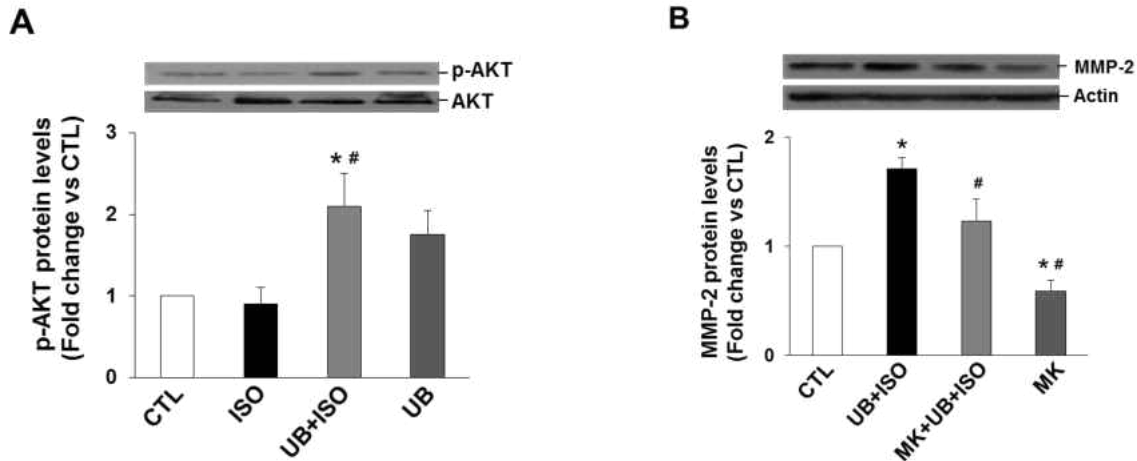 A
p-AKT
AKT
p-AKT protein levels
(Fold change vs CTL)
3
2
1
0
* #
CTL
ISO
UB+ISO
UB
B
MMP-2
Actin
MMP-2 protein levels
(Fold change vs CTL)
2
1
0
*
#
* #
CTL
UB+ISO
MK+UB+ISO
MK